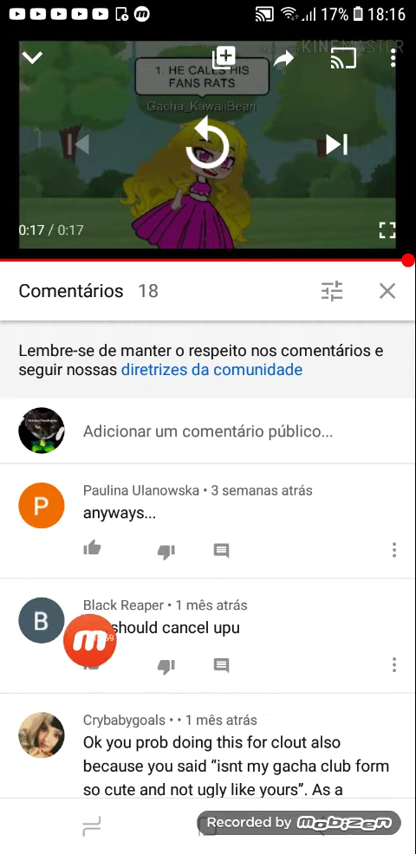 17% 18:16
KINEMASTER
1. HE CALLS HIS
FANS RATS
Gacha_KawaiiBean
0:17 / 0:17
Comentários 18
Lembre-se de manter o respeito nos comentários e
seguir nossas diretrizes da comunidade
Adicionar um comentário público...
P
Paulina Ulanowska • 3 semanas atrás
anyways...
B
Black Reaper • 1 mês atrás
should cancel upu
Crybabygoals • • 1 mês atrás
Ok you prob doing this for clout also
because you said “isnt my gacha club form
so cute and not ugly like yours”. As a
Recorded by mobizen